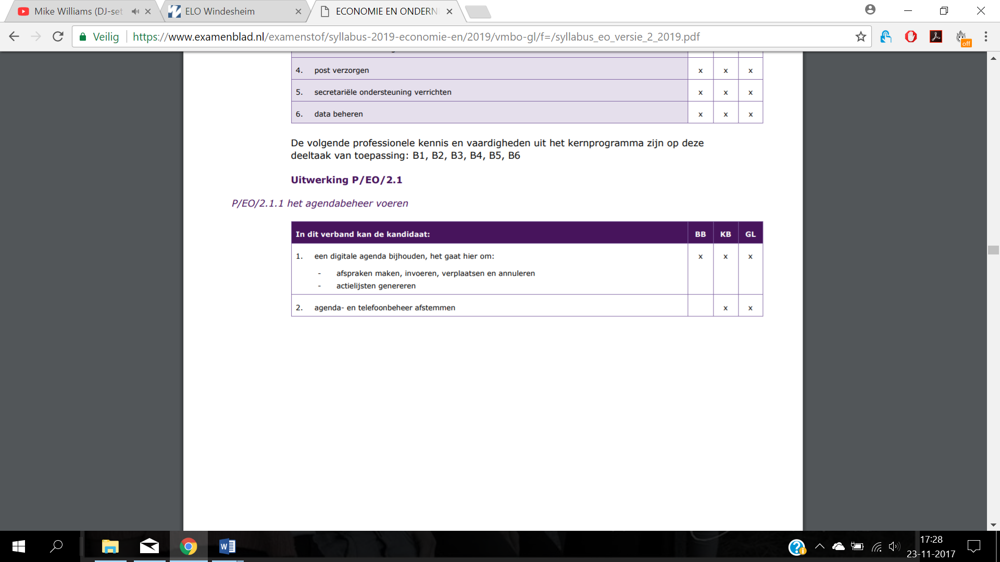 Mike Williams (DJ-set
ELO Windesheim
ECONOMIE EN ONDERN
Veilig
https://www.examenblad.nl/examenstof/syllabus-2019-economie-en/2019/vmbo-gl/f=/syllabus_eo_versie_2_2019.pdf
off
4. post verzorgen x x x
5. secretariële ondersteuning verrichten x x x
6. data beheren x x x
De volgende professionele kennis en vaardigheden uit het kernprogramma zijn op deze
deeltaak van toepassing: B1, B2, B3, B4, B5, B6
Uitwerking P/EO/2.1
P/EO/2.1.1 het agendabeheer voeren
In dit verband kan de kandidaat: BB KB GL
1. een digitale agenda bijhouden, het gaat hier om: x x x
- afspraken maken, invoeren, verplaatsen en annuleren
- actielijsten genereren
2. agenda- en telefoonbeheer afstemmen x x
17:28
23-11-2017